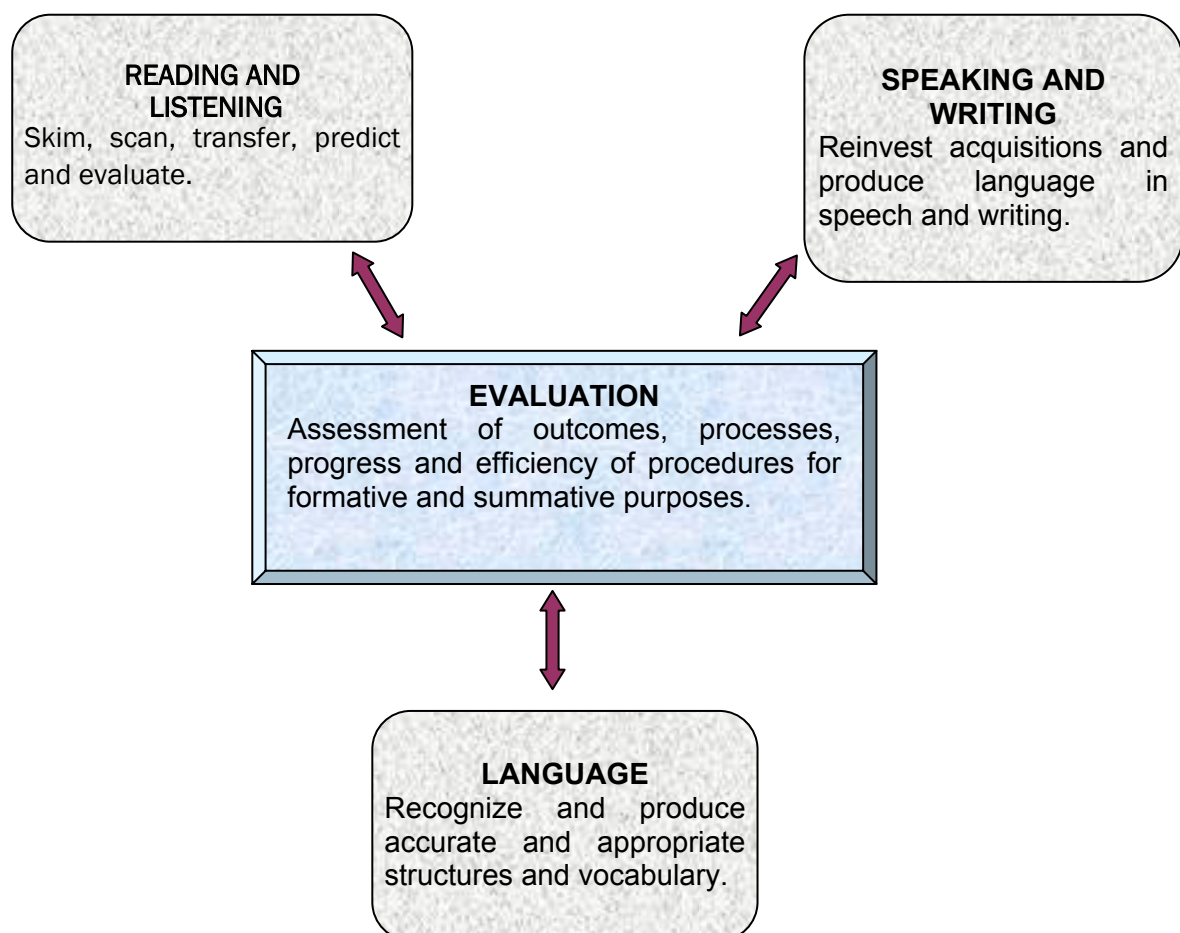 READING AND
LISTENING
Skim, scan, transfer, predict
and evaluate.
SPEAKING AND
WRITING
Reinvest acquisitions and
produce language in
speech and writing.
EVALUATION
Assessment of outcomes, processes,
progress and efficiency of procedures for
formative and summative purposes.
LANGUAGE
Recognize and produce
accurate and appropriate
structures and vocabulary.